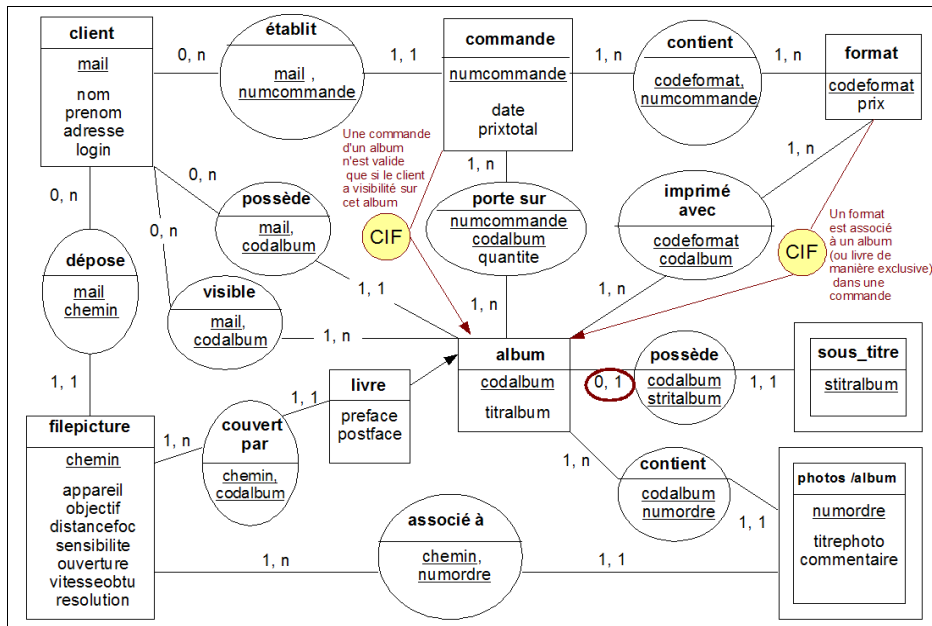 client
mail
nom
prenom
adresse
login
0, n
établit
mail ,
numcommande
1, 1
commande
numcommande
date
prixtotal
1, n
contient
codeformat,
numcommande
1, n
format
codeformat
prix
Une commande
d'un album
n'est valide
que si le client
a visibilité sur
cet album
CIF
0, n
possède
mail,
codalbum
1, 1
0, n
visible
mail,
codalbum
1, n
0, n
dépose
mail
chemin
1, 1
1, n
porte sur
numcommande
codalbum
quantite
1, n
1, n
imprimé
avec
codeformat
codalbum
1, n
CIF
Un format
est associé
à un album
(ou livre de
manière exclusive)
dans une
commande
album
codalbum
titralbum
0, 1
possède
codalbum
stritalbum
1, 1
sous_titre
stitralbum
livre
preface
postface
1, 1
couvert
par
chemin,
codalbum
1, n
filepicture
chemin
appareil
objectif
distancefoc
sensibilite
ouverture
vitesseobtu
resolution
1, n
contient
codalbum
numordre
1, 1
photos /album
numordre
titrephoto
commentaire
1, n
associé à
chemin,
numordre
1, 1